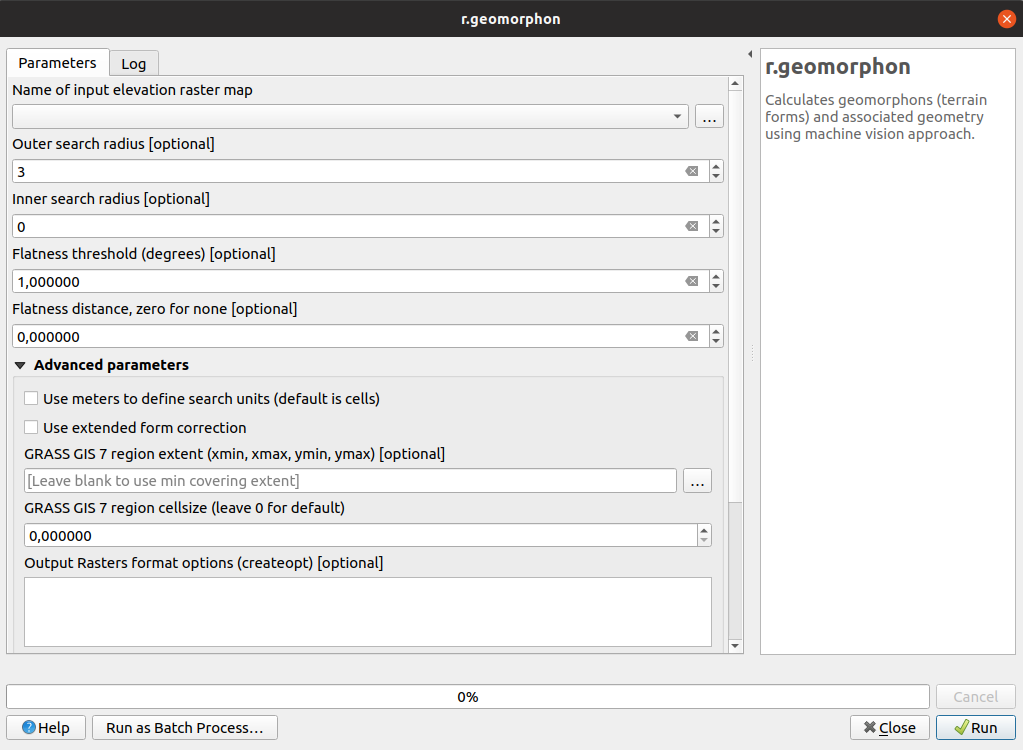 r.geomorphon
Parameters
Log
Name of input elevation raster map
...
Outer search radius [optional]
3
Inner search radius [optional]
0
Flatness threshold (degrees) [optional]
1,000000
Flatness distance, zero for none [optional]
0,000000
Advanced parameters
Use meters to define search units (default is cells)
Use extended form correction
GRASS GIS 7 region extent (xmin, xmax, ymin, ymax) [optional]
[Leave blank to use min covering extent]
...
GRASS GIS 7 region cellsize (leave 0 for default)
0,000000
Output Rasters format options (createopt) [optional]
r.geomorphon
Calculates geomorphons (terrain
forms) and associated geometry
using machine vision approach.
0%
Cancel
Help
Run as Batch Process...
Close
Run